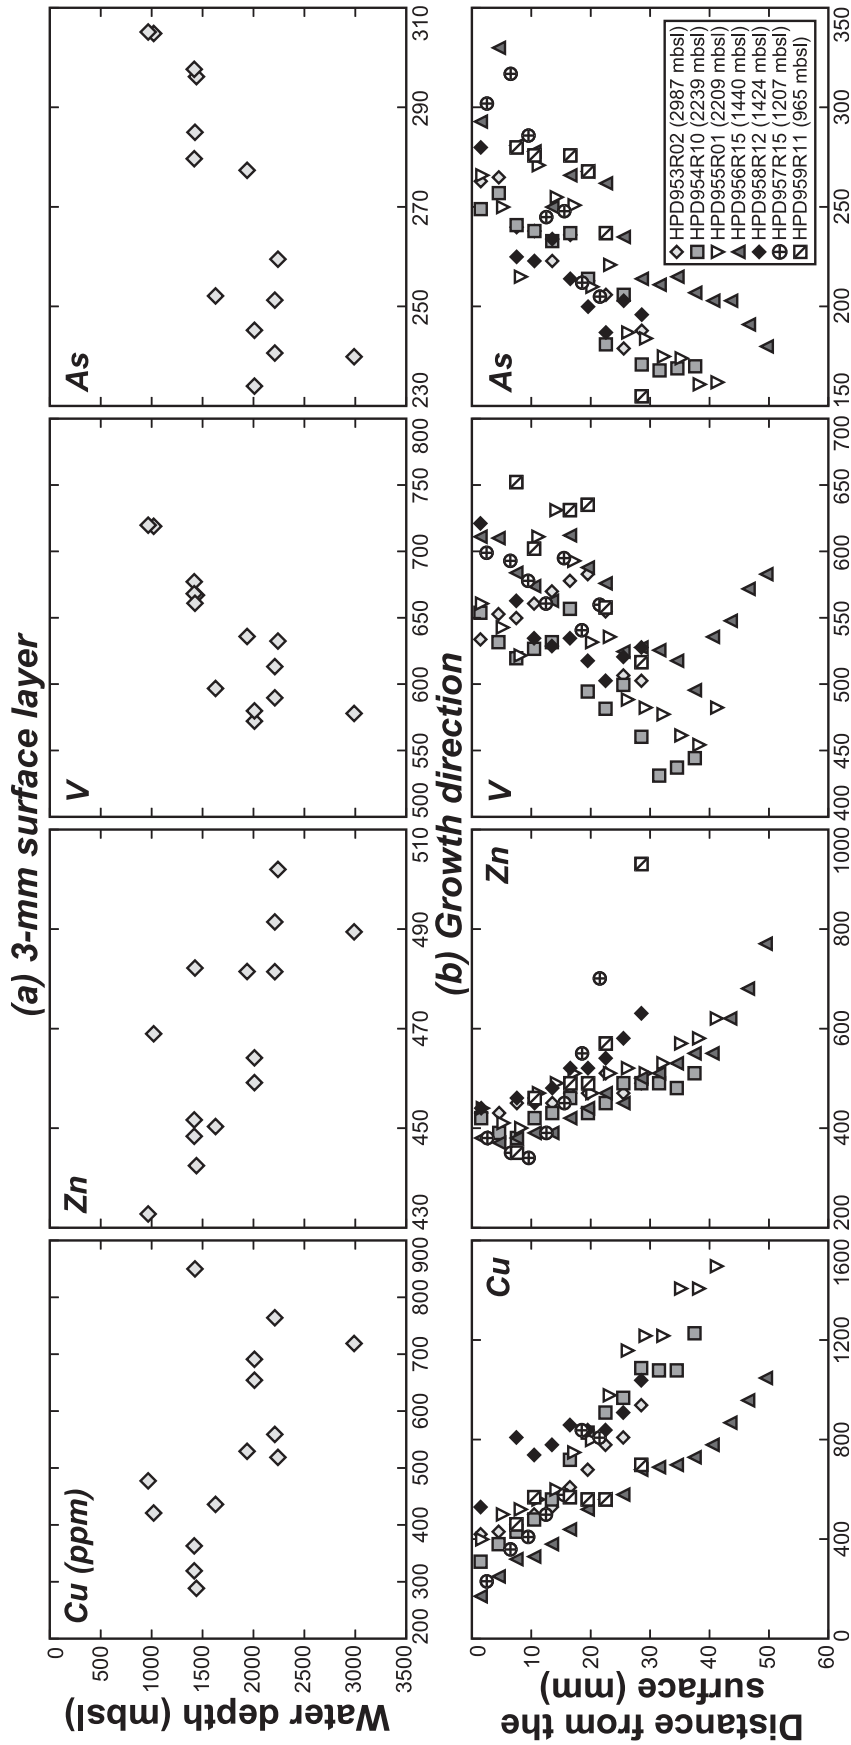 (a) 3-mm surface layer
Cu (ppm)
Zn
V
As
Water depth (mbsl)
0
500
1000
1500
2000
2500
3000
3500
200 300 400 500 600 700 800 900
430 450 470 490 510
500 550 600 650 700 750 800
230 250 270 290 310
(b) Growth direction
Cu
Zn
V
As
HPD953R02 (2987 mbsl)
HPD954R10 (2239 mbsl)
HPD955R01 (2209 mbsl)
HPD956R15 (1440 mbsl)
HPD958R12 (1424 mbsl)
HPD957R15 (1207 mbsl)
HPD959R11 (965 mbsl)
Distance from the
surface (mm)
0
10
20
30
40
50
60
0 400 800 1200 1600
200 400 600 800 1000
400 450 500 550 600 650 700
150 200 250 300 350